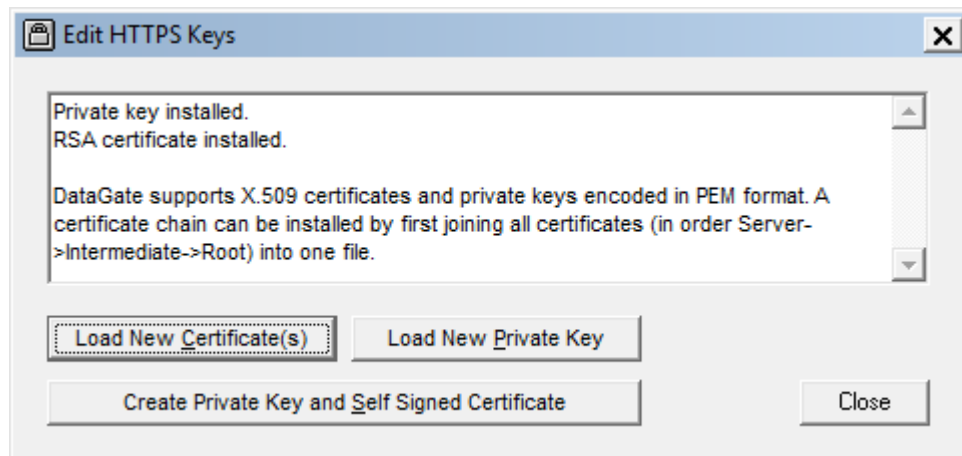 Edit HTTPS Keys
Private key installed.
RSA certificate installed.
DataGate supports X.509 certificates and private keys encoded in PEM format. A
certificate chain can be installed by first joining all certificates (in order Server-
>Intermediate->Root) into one file.
Load New Certificate(s)
Load New Private Key
Create Private Key and Self Signed Certificate
Close